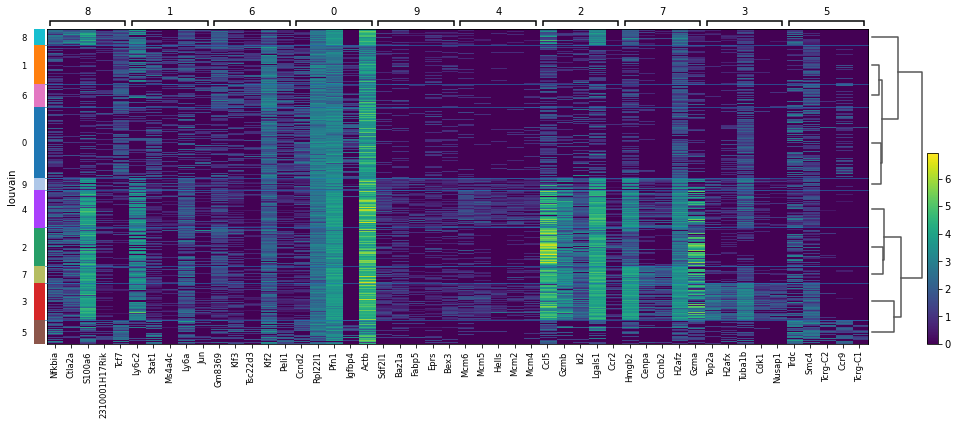 8 1 6 0 9 4 2 7 3 5
louvain
8
1
6
0
9
4
2
7
3
5
6
5
4
3
2
1
0
Nfkbia
Ctla2a
S100a6
2310001H17Rik
Tcf7
Ly6c2
Stat1
Ms4a4c
Ly6a
Jun
Gm8369
Klf3
Tsc22d3
Klf2
Peli1
Ccnd2
Rpl22l1
Pfn1
Igfbp4
Actb
Sdf2l1
Baz1a
Fabp5
Eprs
Bex3
Mcm6
Mcm5
Hells
Mcm2
Mcm4
Ccl5
Gzmb
Id2
Lgals1
Ccr2
Hmgb2
Cenpa
Ccnb2
H2afz
Gzma
Top2a
H2afx
Tuba1b
Cdk1
Nusap1
Trdc
Smc4
Tcrg-C2
Ccr9
Tcrg-C1